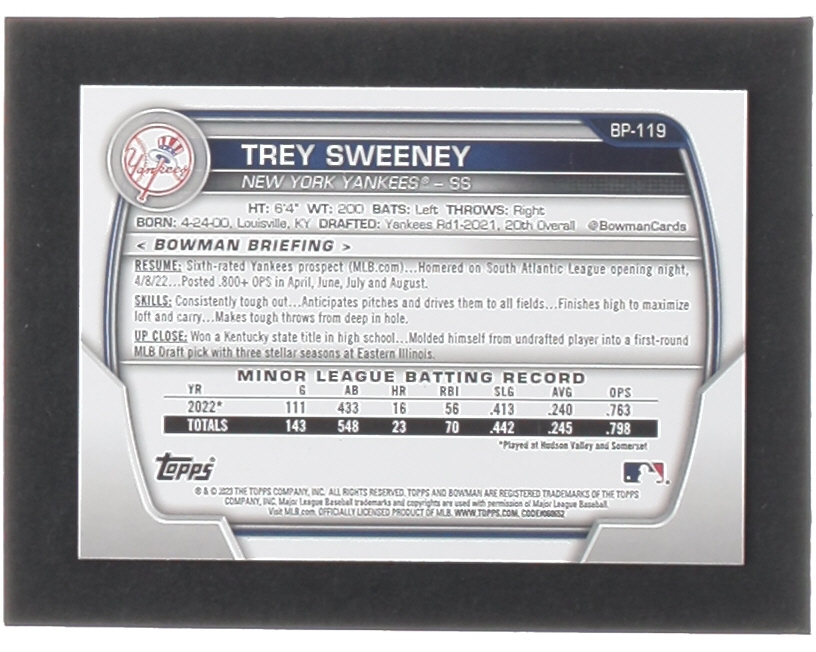 BP-119
Yankees
TREY SWEENEY
NEW YORK YANKEES® – SS
HT: 6'4" WT: 200 BATS: Left THROWS: Right
BORN: 4-24-00, Louisville, KY DRAFTED: Yankees Rd1-2021, 20th Overall @BowmanCards
< BOWMAN BRIEFING >
RESUME: Sixth-rated Yankees prospect (MLB.com)...Homered on South Atlantic League opening night,
4/8/22...Posted .800+ OPS in April, June, July and August.
SKILLS: Consistently tough out...Anticipates pitches and drives them to all fields...Finishes high to maximize
loft and carry...Makes tough throws from deep in hole.
UP CLOSE: Won a Kentucky state title in high school...Molded himself from undrafted player into a first-round
MLB Draft pick with three stellar seasons at Eastern Illinois.
MINOR LEAGUE BATTING RECORD
YR G AB HR RBI SLG AVG OPS
2022* 111 433 16 56 .413 .240 .763
TOTALS 143 548 23 70 .442 .245 .798
*Played at Hudson Valley and Somerset
Topps®
® & © 2023 THE TOPPS COMPANY, INC. ALL RIGHTS RESERVED. TOPPS AND BOWMAN ARE REGISTERED TRADEMARKS OF THE TOPPS
COMPANY, INC. Major League Baseball trademarks and copyrights are used with permission of Major League Baseball.
Visit MLB.com. OFFICIALLY LICENSED PRODUCT OF MLB. WWW.TOPPS.COM.